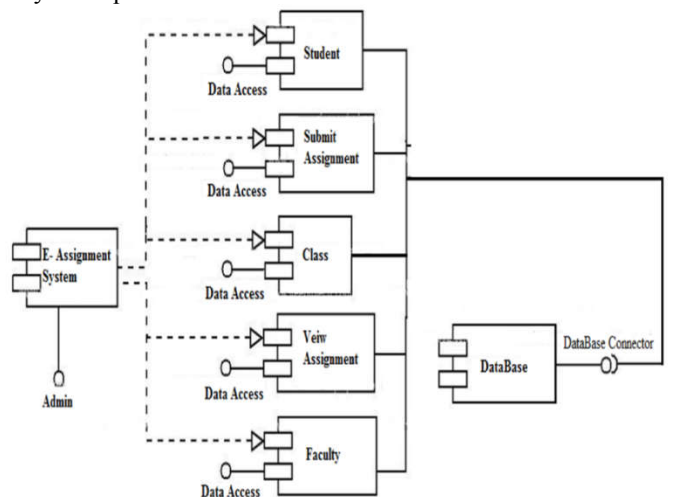 Student
Data Access
Submit
Assignment
Data Access
E- Assignment
System
Class
Data Access
Admin
Veiw
Assignment
Data Access
DataBase Connector
DataBase
Faculty
Data Access